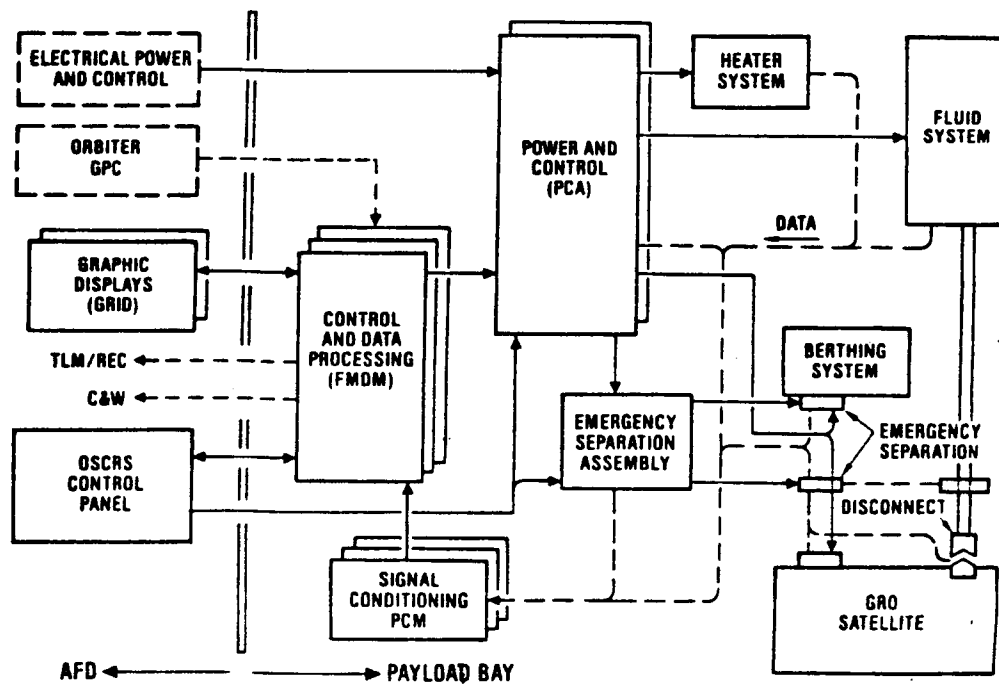 ELECTRICAL POWER
AND CONTROL
ORBITER
GPC
GRAPHIC
DISPLAYS
(GRID)
TLM/REC
C&W
OSCRS
CONTROL
PANEL
CONTROL
AND DATA
PROCESSING
(FMDM)
SIGNAL
CONDITIONING
PCM
POWER AND
CONTROL
(PCA)
HEATER
SYSTEM
FLUID
SYSTEM
DATA
BERTHING
SYSTEM
EMERGENCY
SEPARATION
ASSEMBLY
EMERGENCY
SEPARATION
DISCONNECT
GRO
SATELLITE
AFD
PAYLOAD BAY